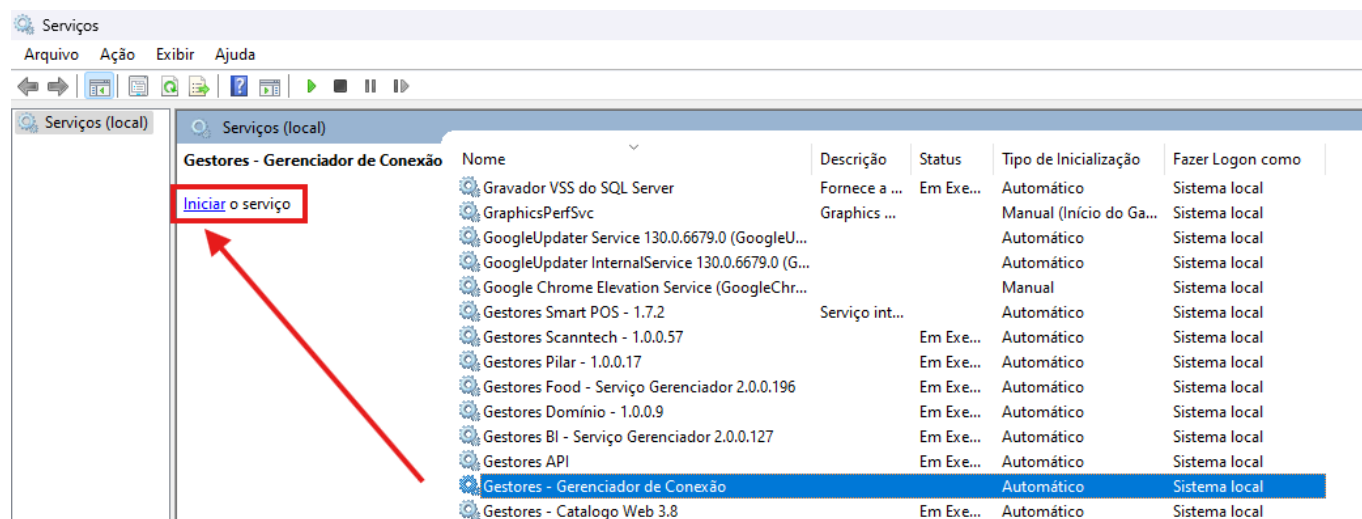 Serviços
Arquivo Ação Exibir Ajuda
Serviços (local)
Serviços (local)
Gestores - Gerenciador de Conexão
Iniciar o serviço
Nome Descrição Status Tipo de Inicialização Fazer Logon como
Gravador VSS do SQL Server Fornece a ... Em Exe... Automático Sistema local
GraphicsPerfSvc Graphics ... Manual (Início do Ga... Sistema local
GoogleUpdater Service 130.0.6679.0 (GoogleU... Automático Sistema local
GoogleUpdater InternalService 130.0.6679.0 (G... Automático Sistema local
Google Chrome Elevation Service (GoogleChr... Manual Sistema local
Gestores Smart POS - 1.7.2 Serviço int... Automático Sistema local
Gestores Scanntech - 1.0.0.57 Em Exe... Automático Sistema local
Gestores Pilar - 1.0.0.17 Em Exe... Automático Sistema local
Gestores Food - Serviço Gerenciador 2.0.0.196 Em Exe... Automático Sistema local
Gestores Domínio - 1.0.0.9 Em Exe... Automático Sistema local
Gestores BI - Serviço Gerenciador 2.0.0.127 Em Exe... Automático Sistema local
Gestores API Em Exe... Automático Sistema local
Gestores - Gerenciador de Conexão Automático Sistema local
Gestores - Catalogo Web 3.8 Em Exe... Automático Sistema local